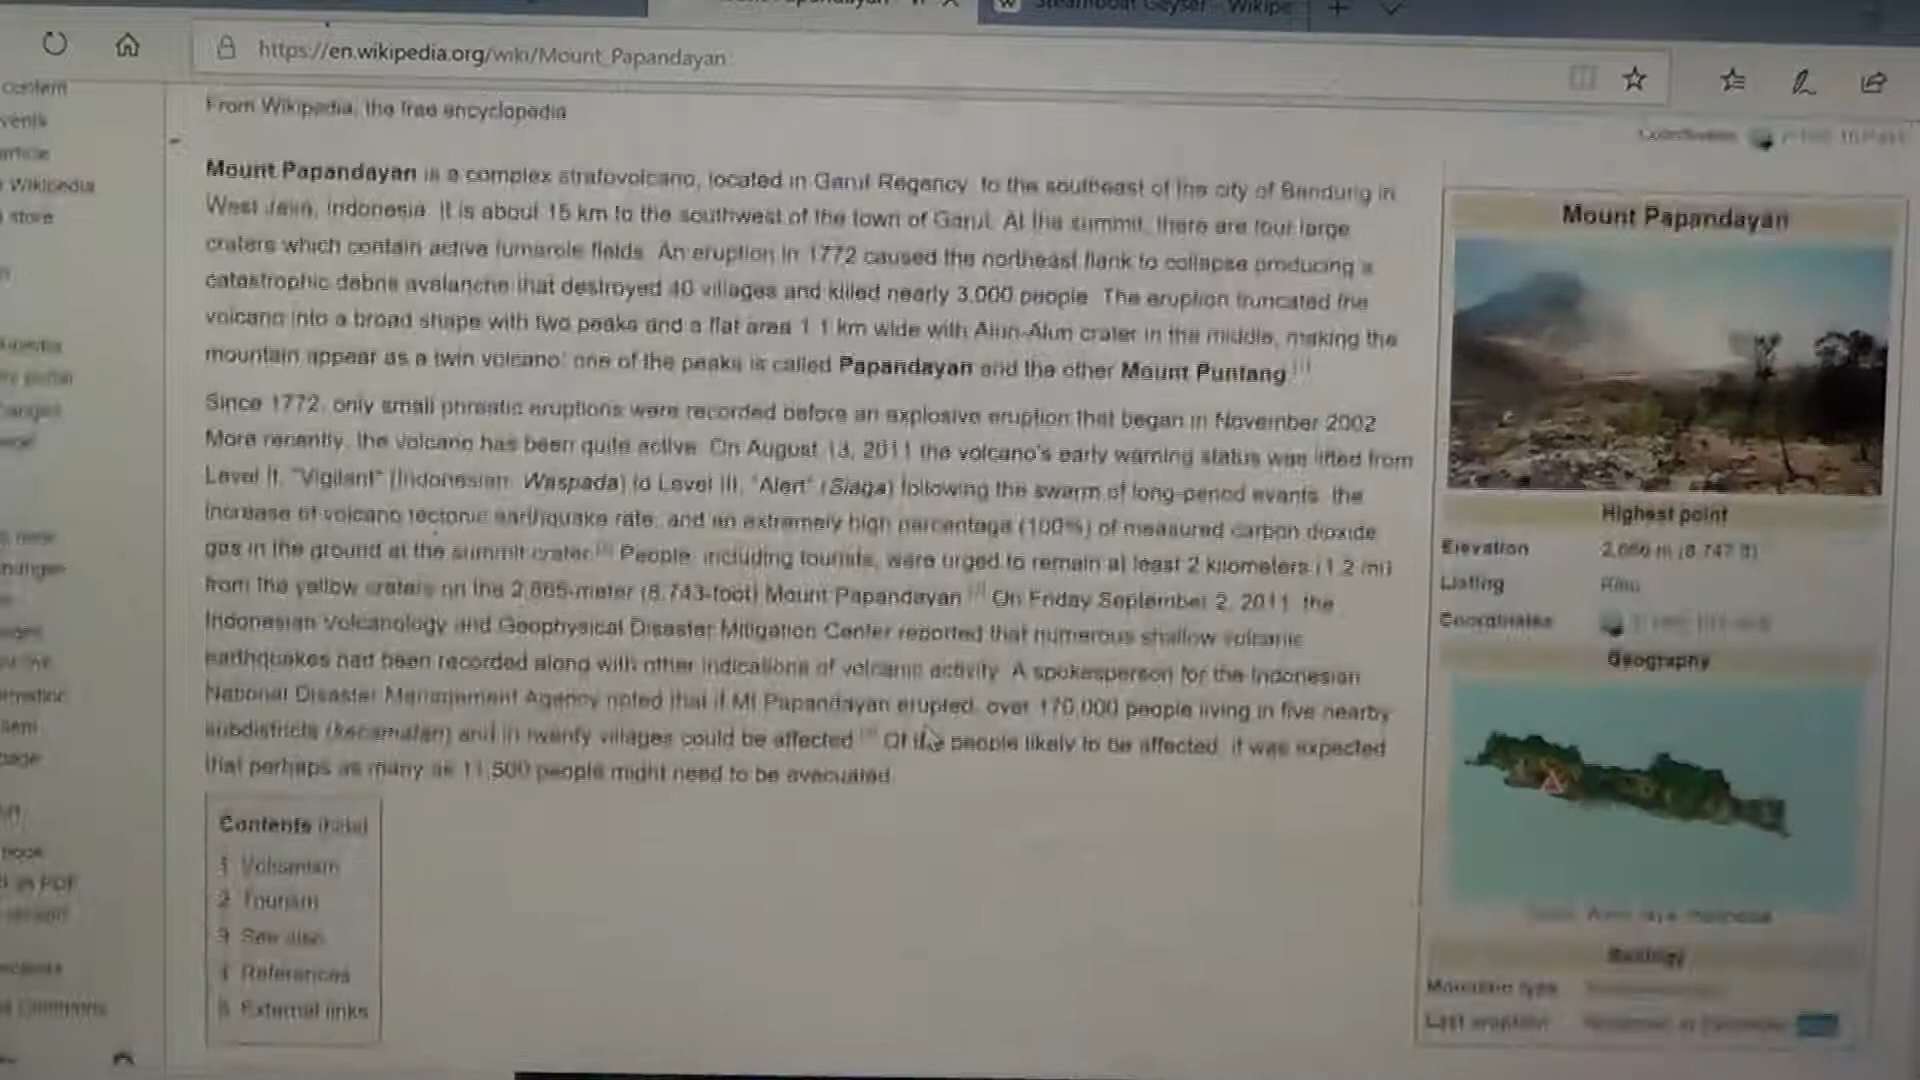 Steamboat Geyser - Wikipe
https://en.wikipedia.org/wiki/Mount_Papandayan
content
article
Wikipedia
store
From Wikipedia, the free encyclopedia
Mount Papandayan is a complex stratovolcano, located in Garut Regency, to the southeast of the city of Bandung in
West Java, Indonesia. It is about 15 km to the southwest of the town of Garut. At the summit, there are four large
craters which contain active fumarole fields. An eruption in 1772 caused the northeast flank to collapse producing a
catastrophic debris avalanche that destroyed 40 villages and killed nearly 3,000 people. The eruption truncated the
volcano into a broad shape with two peaks and a flat area 1.1 km wide with Alun-Alun crater in the middle, making the
mountain appear as a twin volcano; one of the peaks is called Papandayan and the other Mount Puntang.[1]
Since 1772, only small phreatic eruptions were recorded before an explosive eruption that began in November 2002.
More recently, the volcano has been quite active. On August 13, 2011 the volcano's early warning status was lifted from
Level II, "Vigilant" (Indonesian: Waspada) to Level III, "Alert" (Siaga) following the swarm of long-period events, the
increase of volcano tectonic earthquake rate, and an extremely high percentage (100%) of measured carbon dioxide
gas in the ground at the summit crater. People, including tourists, were urged to remain at least 2 kilometers (1.2 mi)
from the yellow craters on the 2,665-meter (8,743-foot) Mount Papandayan. On Friday September 2, 2011, the
Indonesian Volcanology and Geophysical Disaster Mitigation Center reported that numerous shallow volcanic
earthquakes had been recorded along with other indications of volcanic activity. A spokesperson for the Indonesian
National Disaster Management Agency noted that if Mt Papandayan erupted, over 170,000 people living in five nearby
subdistricts (kecamatan) and in twenty villages could be affected. Of the people likely to be affected, it was expected
that perhaps as many as 11,500 people might need to be evacuated.
Contents [hide]
1 Volcanism
2 Tourism
3 See also
4 References
5 External links
Coordinates
Mount Papandayan
Highest point
Elevation
Listing Ribu
Coordinates
Geography
Geology
Mountain type
Last eruption